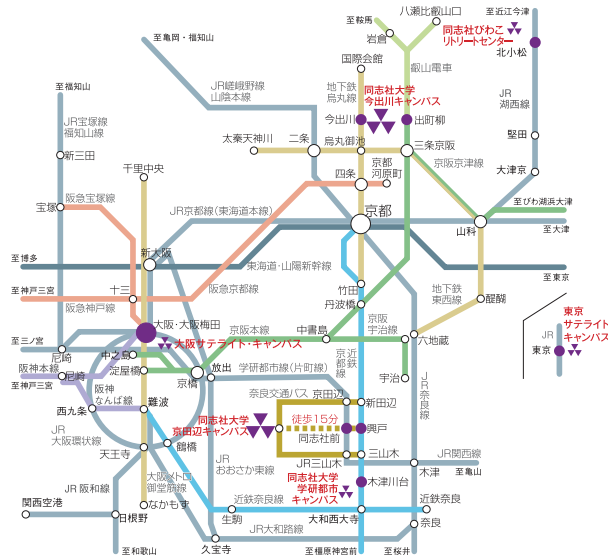 至鞍馬
八瀬比叡山口
至近江今津
同志社びわこ
リトリートセンター
岩倉
北小松
至亀岡・福知山
国際会館
叡山電車
至福知山
JR嵯峨野線
山陰本線
地下鉄
烏丸線
同志社大学
今出川キャンパス
JR
湖西線
JR宝塚線
福知山線
今出川
出町柳
堅田
太秦天神川
二条
烏丸御池
三条京阪
新三田
京都
河原町
京阪京津線
大津京
千里中央
四条
阪急宝塚線
宝塚
JR京都線(東海道本線)
京都
至びわ湖浜大津
山科
至大津
新大阪
至博多
東海道・山陽新幹線
至東京
竹田
地下鉄
東西線
醍醐
十三
阪急京都線
至神戸三宮
阪急神戸線
丹波橋
東京
サテライト
キャンパス
JR
東京
大阪・大阪梅田
京阪本線
中書島
京阪
宇治線
六地蔵
大阪サテライト・キャンパス
至三ノ宮
尼崎
中之島
近鉄
京都線
阪神本線
淀屋橋
放出
学研都市線(片町線)
宇治
尼崎
京橋
至神戸三宮
阪神
なんば線
奈良交通バス
京田辺
新田辺
JR奈良線
西九条
難波
同志社大学
京田辺キャンパス
徒歩15分
同志社前
興戸
JR
大阪環状線
鶴橋
天王寺
JR
おおさか東線
三山木
JR三山木
JR関西線
木津
至亀山
大阪メトロ
御堂筋線
同志社大学
学研都市
キャンパス
木津川台
JR阪和線
なかもず
近鉄奈良線
近鉄奈良
関西空港
日根野
生駒
大和西大寺
奈良
JR大和路線
久宝寺
至和歌山
至橿原神宮前
至桜井